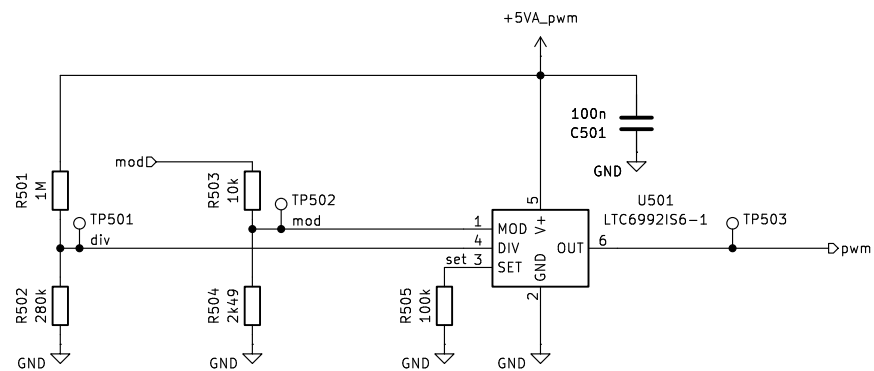 +5VA_pwm
100n
C501
GND
mod
R501
1M
R503
10k
TP502
mod
TP501
div
5
U501
LTC6992IS6-1
TP503
1
MOD
V+
4
DIV
OUT
6
pwm
set 3
SET
GND
2
R502
280k
R504
2k49
R505
100k
GND
GND
GND
GND